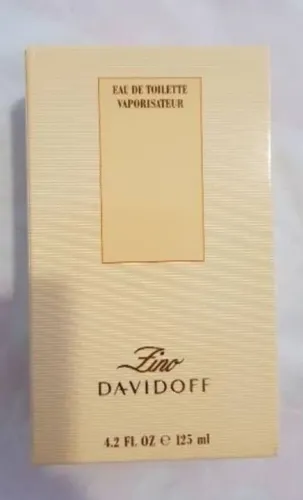 EAU DE TOILETTE
VAPORISATEUR
Zino
DAVIDOFF
4.2 FL OZ ℮ 125 ml